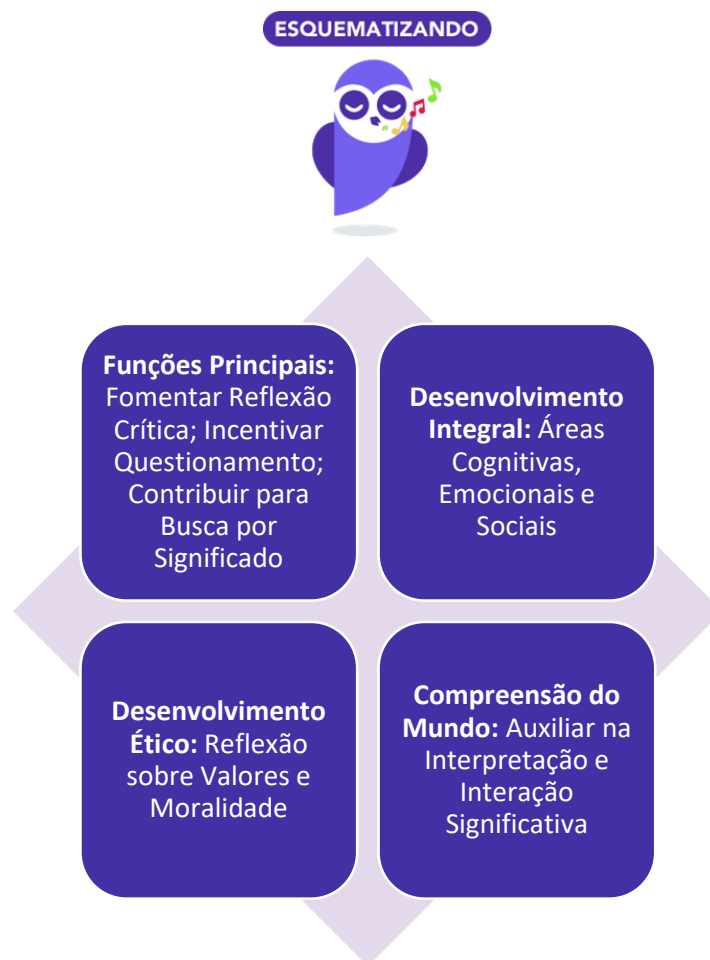 ESQUEMATIZANDO
Funções Principais:
Fomentar Reflexão
Crítica; Incentivar
Questionamento;
Contribuir para
Busca por
Significado
Desenvolvimento
Integral: Áreas
Cognitivas,
Emocionais e
Sociais
Desenvolvimento
Ético: Reflexão
sobre Valores e
Moralidade
Compreensão do
Mundo: Auxiliar na
Interpretação e
Interação
Significativa